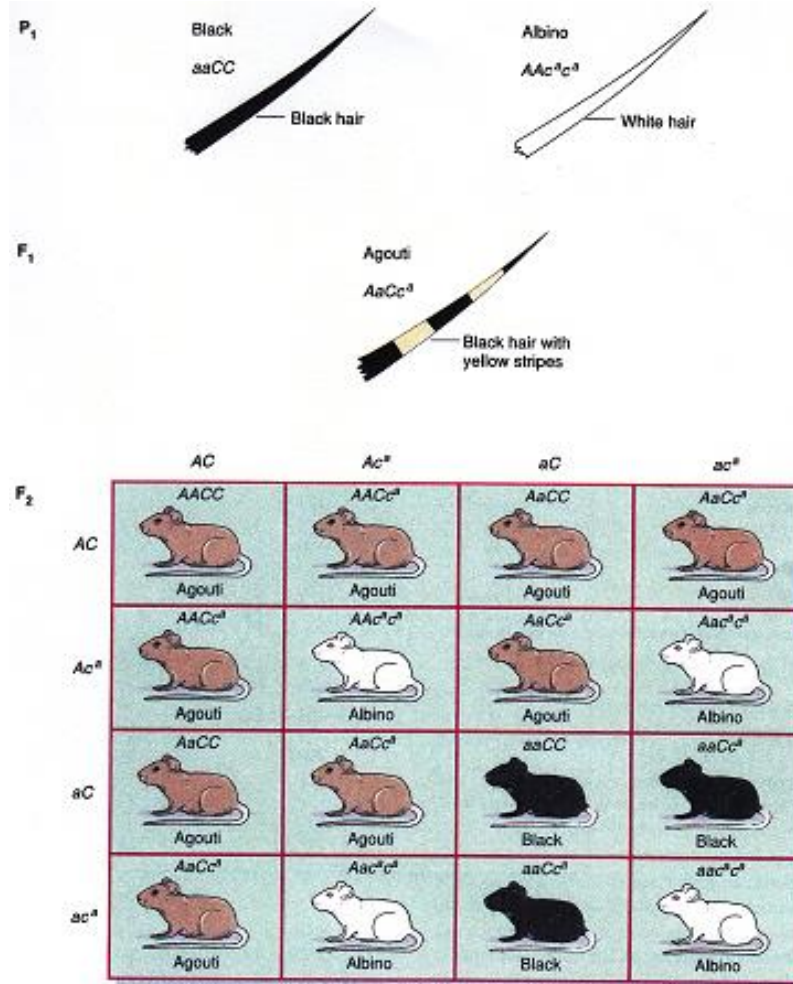 P₁
Black
aaCC
Black hair
Albino
AAcᵃcᵃ
White hair
F₁
Agouti
AaCcᵃ
Black hair with
yellow stripes
F₂
AC Acᵃ aC acᵃ
AC
AACC AACcᵃ AaCC AaCcᵃ
Agouti Agouti Agouti Agouti
Acᵃ
AACcᵃ AAcᵃcᵃ AaCcᵃ Aacᵃcᵃ
Agouti Albino Agouti Albino
aC
AaCC AaCcᵃ aaCC aaCcᵃ
Agouti Agouti Black Black
acᵃ
AaCcᵃ Aacᵃcᵃ aaCcᵃ aacᵃcᵃ
Agouti Albino Black Albino